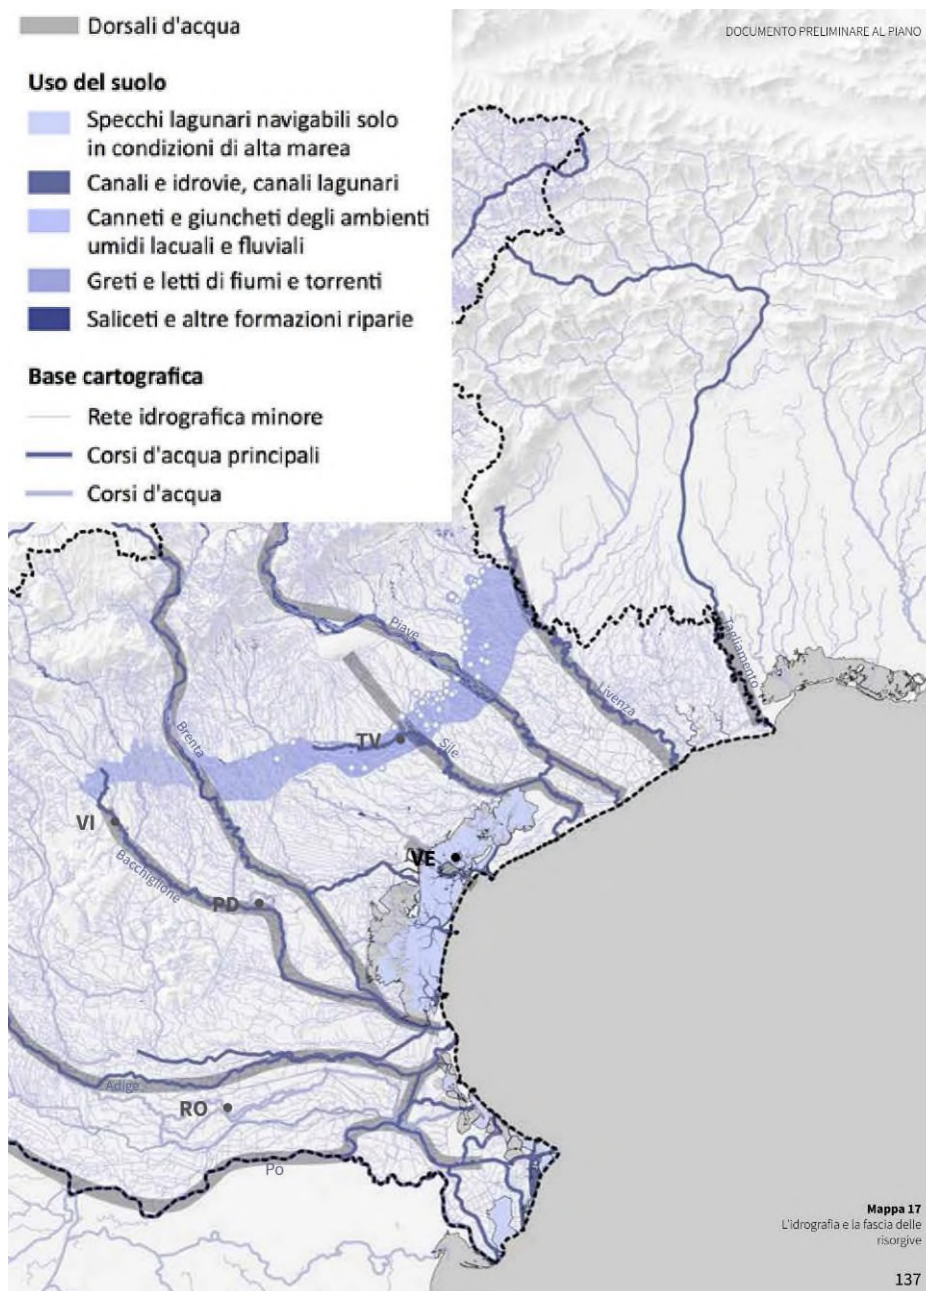 DOCUMENTO PRELIMINARE AL PIANO
Dorsali d'acqua
Uso del suolo
Specchi lagunari navigabili solo
in condizioni di alta marea
Canali e idrovie, canali lagunari
Canneti e giuncheti degli ambienti
umidi lacuali e fluviali
Greti e letti di fiumi e torrenti
Saliceti e altre formazioni riparie
Base cartografica
Rete idrografica minore
Corsi d'acqua principali
Corsi d'acqua
Piave
Tagliamento
Livenza
Brenta
TV
Sile
VI
VE
Bacchiglione
PD
Adige
RO
Po
Mappa 17
L'idrografia e la fascia delle
risorgive
137